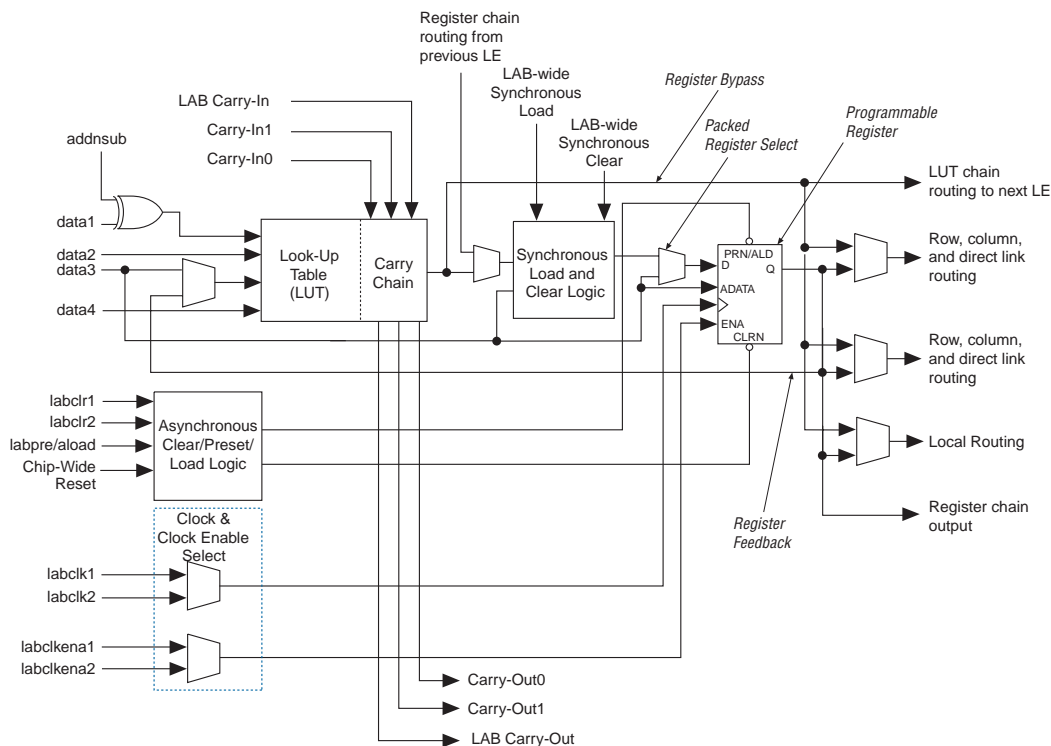 Register chain
routing from
previous LE
LAB-wide
Synchronous
Load
Register Bypass
Programmable
Register
LAB Carry-In
Packed
Register Select
LAB-wide
Synchronous
Clear
Carry-In1
addnsub
Carry-In0
LUT chain
routing to next LE
data1
data2
data3
data4
Look-Up
Table
(LUT)
Carry
Chain
Synchronous
Load and
Clear Logic
PRN/ALD
D
Q
ADATA
ENA
CLRN
Row, column,
and direct link
routing
Row, column,
and direct link
routing
labclr1
labclr2
labpre/aload
Chip-Wide
Reset
Asynchronous
Clear/Preset/
Load Logic
Local Routing
Register chain
output
Register
Feedback
Clock &
Clock Enable
Select
labclk1
labclk2
labclkena1
labclkena2
Carry-Out0
Carry-Out1
LAB Carry-Out